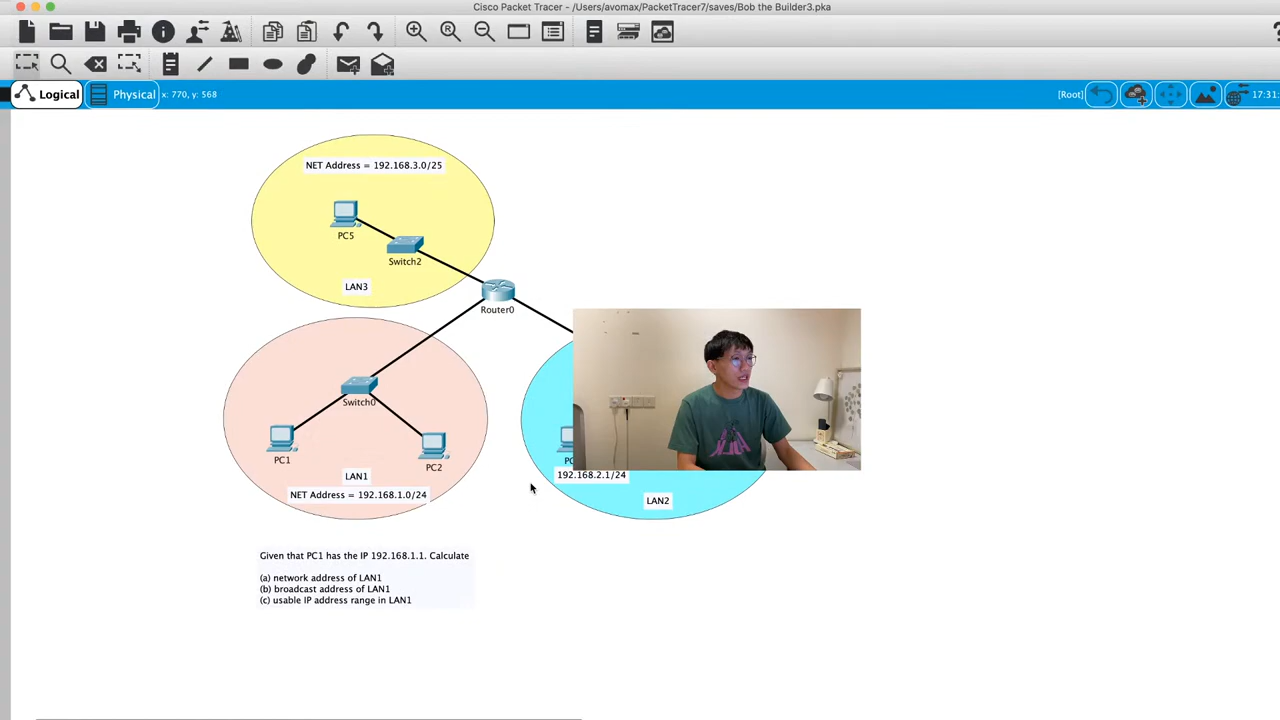 Cisco Packet Tracer - /Users/avomax/PacketTracer7/saves/Bob the Builder3.pka
Logical
Physical
x: 770, y: 568
[Root]
17:31:
NET Address = 192.168.3.0/25
PC5
Switch2
LAN3
Router0
Switch0
PC1
PC2
LAN1
NET Address = 192.168.1.0/24
192.168.2.1/24
LAN2
Given that PC1 has the IP 192.168.1.1. Calculate
(a) network address of LAN1
(b) broadcast address of LAN1
(c) usable IP address range in LAN1